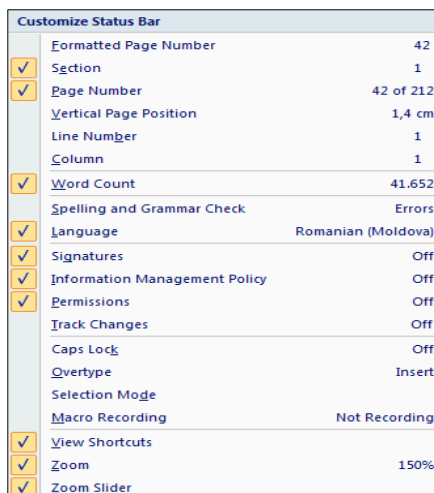 Customize Status Bar
Formatted Page Number 42
Section 1
Page Number 42 of 212
Vertical Page Position 1,4 cm
Line Number 1
Column 1
Word Count 41.652
Spelling and Grammar Check Errors
Language Romanian (Moldova)
Signatures Off
Information Management Policy Off
Permissions Off
Track Changes Off
Caps Lock Off
Overtype Insert
Selection Mode
Macro Recording Not Recording
View Shortcuts
Zoom 150%
Zoom Slider